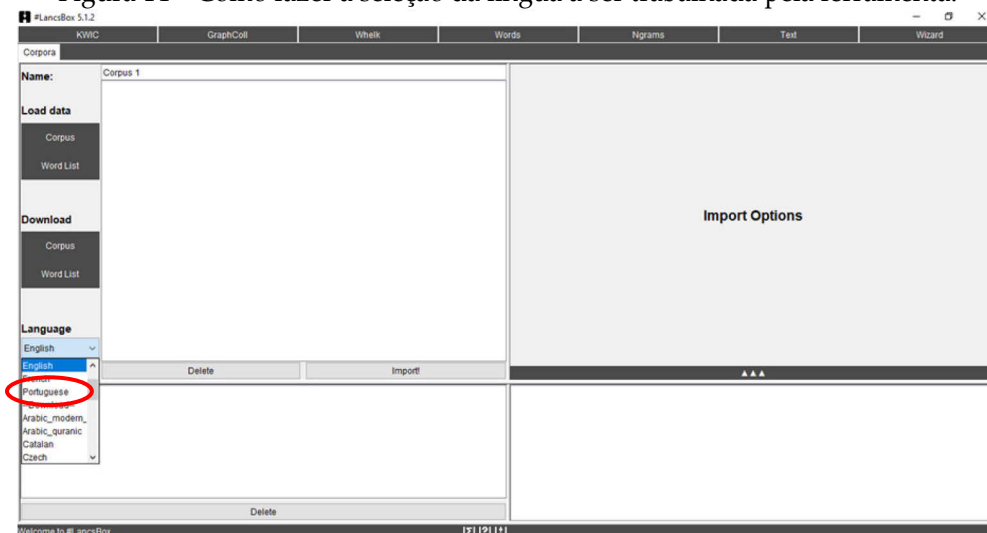 Figura 11 – Como fazer a seleção da língua a ser trabalhada pela ferramenta.
#LancsBox 5.1.2
KWIC GraphColl Whelk Words Ngrams Text Wizard
Corpora
Name: Corpus 1
Load data
Corpus
Word List
Import Options
Download
Corpus
Word List
Language
English
English
French
Delete Import!
Portuguese
--Download--
Arabic_modern_
Arabic_quranic
Catalan
Czech
Delete
Welcome to #LancsBox